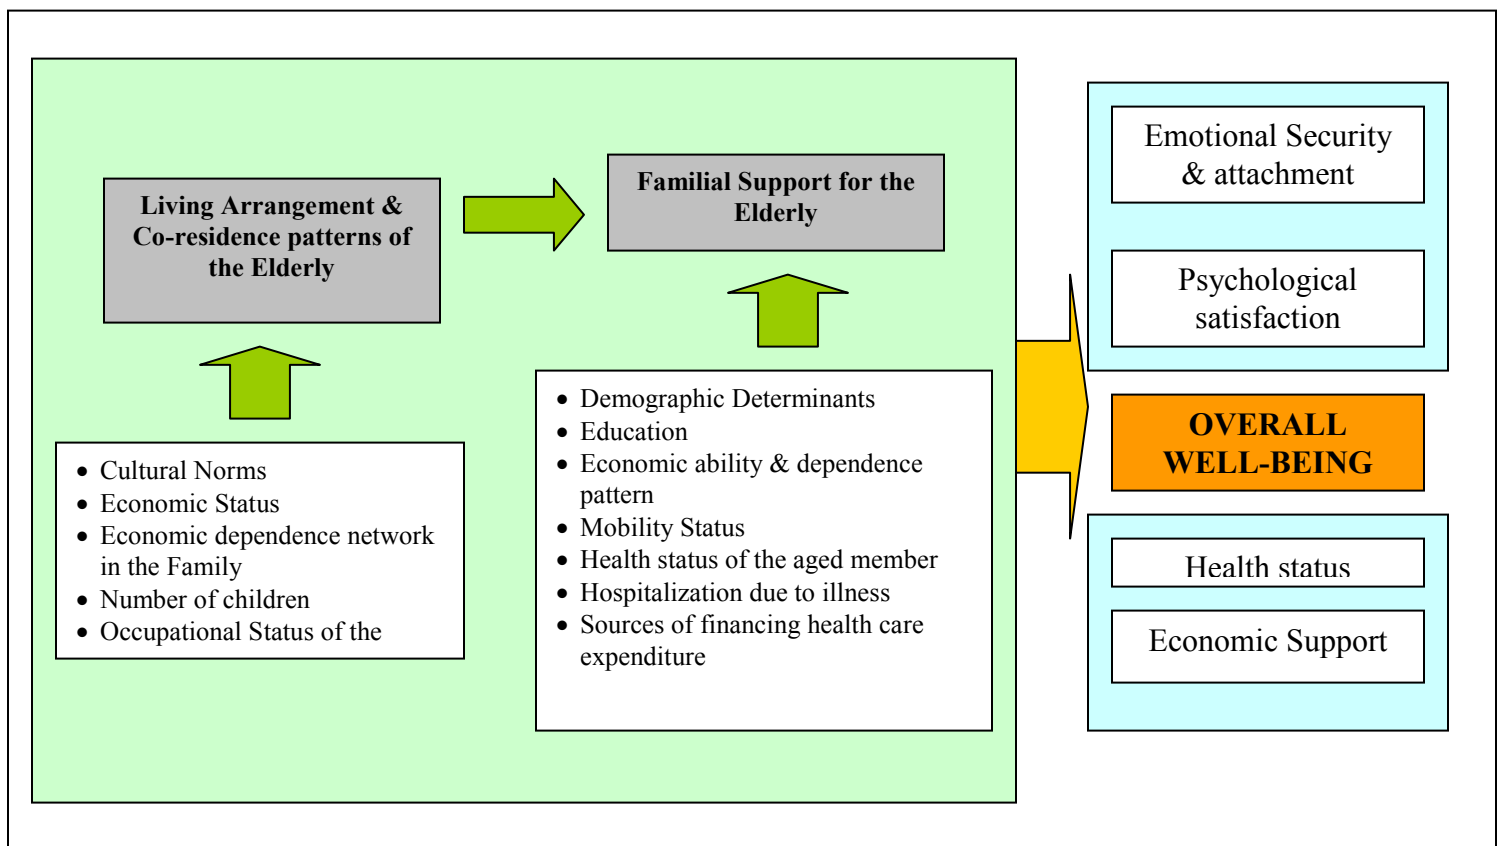 Living Arrangement &
Co-residence patterns of
the Elderly
Familial Support for the
Elderly
• Cultural Norms
• Economic Status
• Economic dependence network
in the Family
• Number of children
• Occupational Status of the
• Demographic Determinants
• Education
• Economic ability & dependence
pattern
• Mobility Status
• Health status of the aged member
• Hospitalization due to illness
• Sources of financing health care
expenditure
Emotional Security
& attachment
Psychological
satisfaction
OVERALL
WELL-BEING
Health status
Economic Support